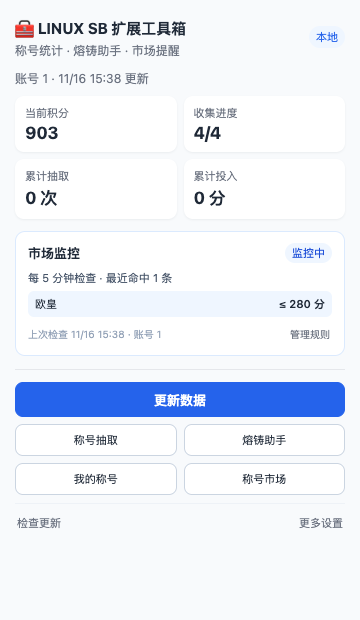 🧰 LINUX SB 扩展工具箱
称号统计 · 熔铸助手 · 市场提醒
本地
账号 1 · 11/16 15:38 更新
当前积分
903
收集进度
4/4
累计抽取
0 次
累计投入
0 分
市场监控
监控中
每 5 分钟检查 · 最近命中 1 条
欧皇
≤ 280 分
上次检查 11/16 15:38 · 账号 1
管理规则
更新数据
称号抽取
熔铸助手
我的称号
称号市场
检查更新
更多设置